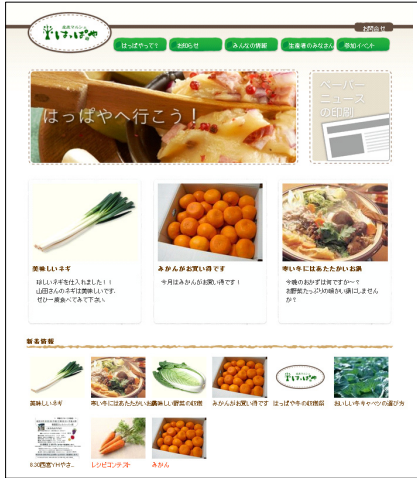 はっぱや
お問合せ
はっぱやって？
お知らせ
みんなの情報
生産者のみなさん
参加イベント
はっぱやへ行こう！
ペーパー
ニュース
の印刷
美味しいネギ
みかんがお買い得です
寒い冬にはあたたかいお鍋
珍しいネギを仕入れました！！
山田さんのネギは美味しいです。
ぜひ一度食べてみて下さい。
今月はみかんがお買い得！
今晩のおかずは何ですか～？
お野菜たっぷりの暖かい鍋にしませんか？
新着情報
美味しいネギ
寒い冬にはあたたかいお鍋
美味しい野菜の収穫
みかんがお買い得です
はっぱや冬の収穫祭
おいしい冬キャベツの選び方
レシピコンテスト
みかん